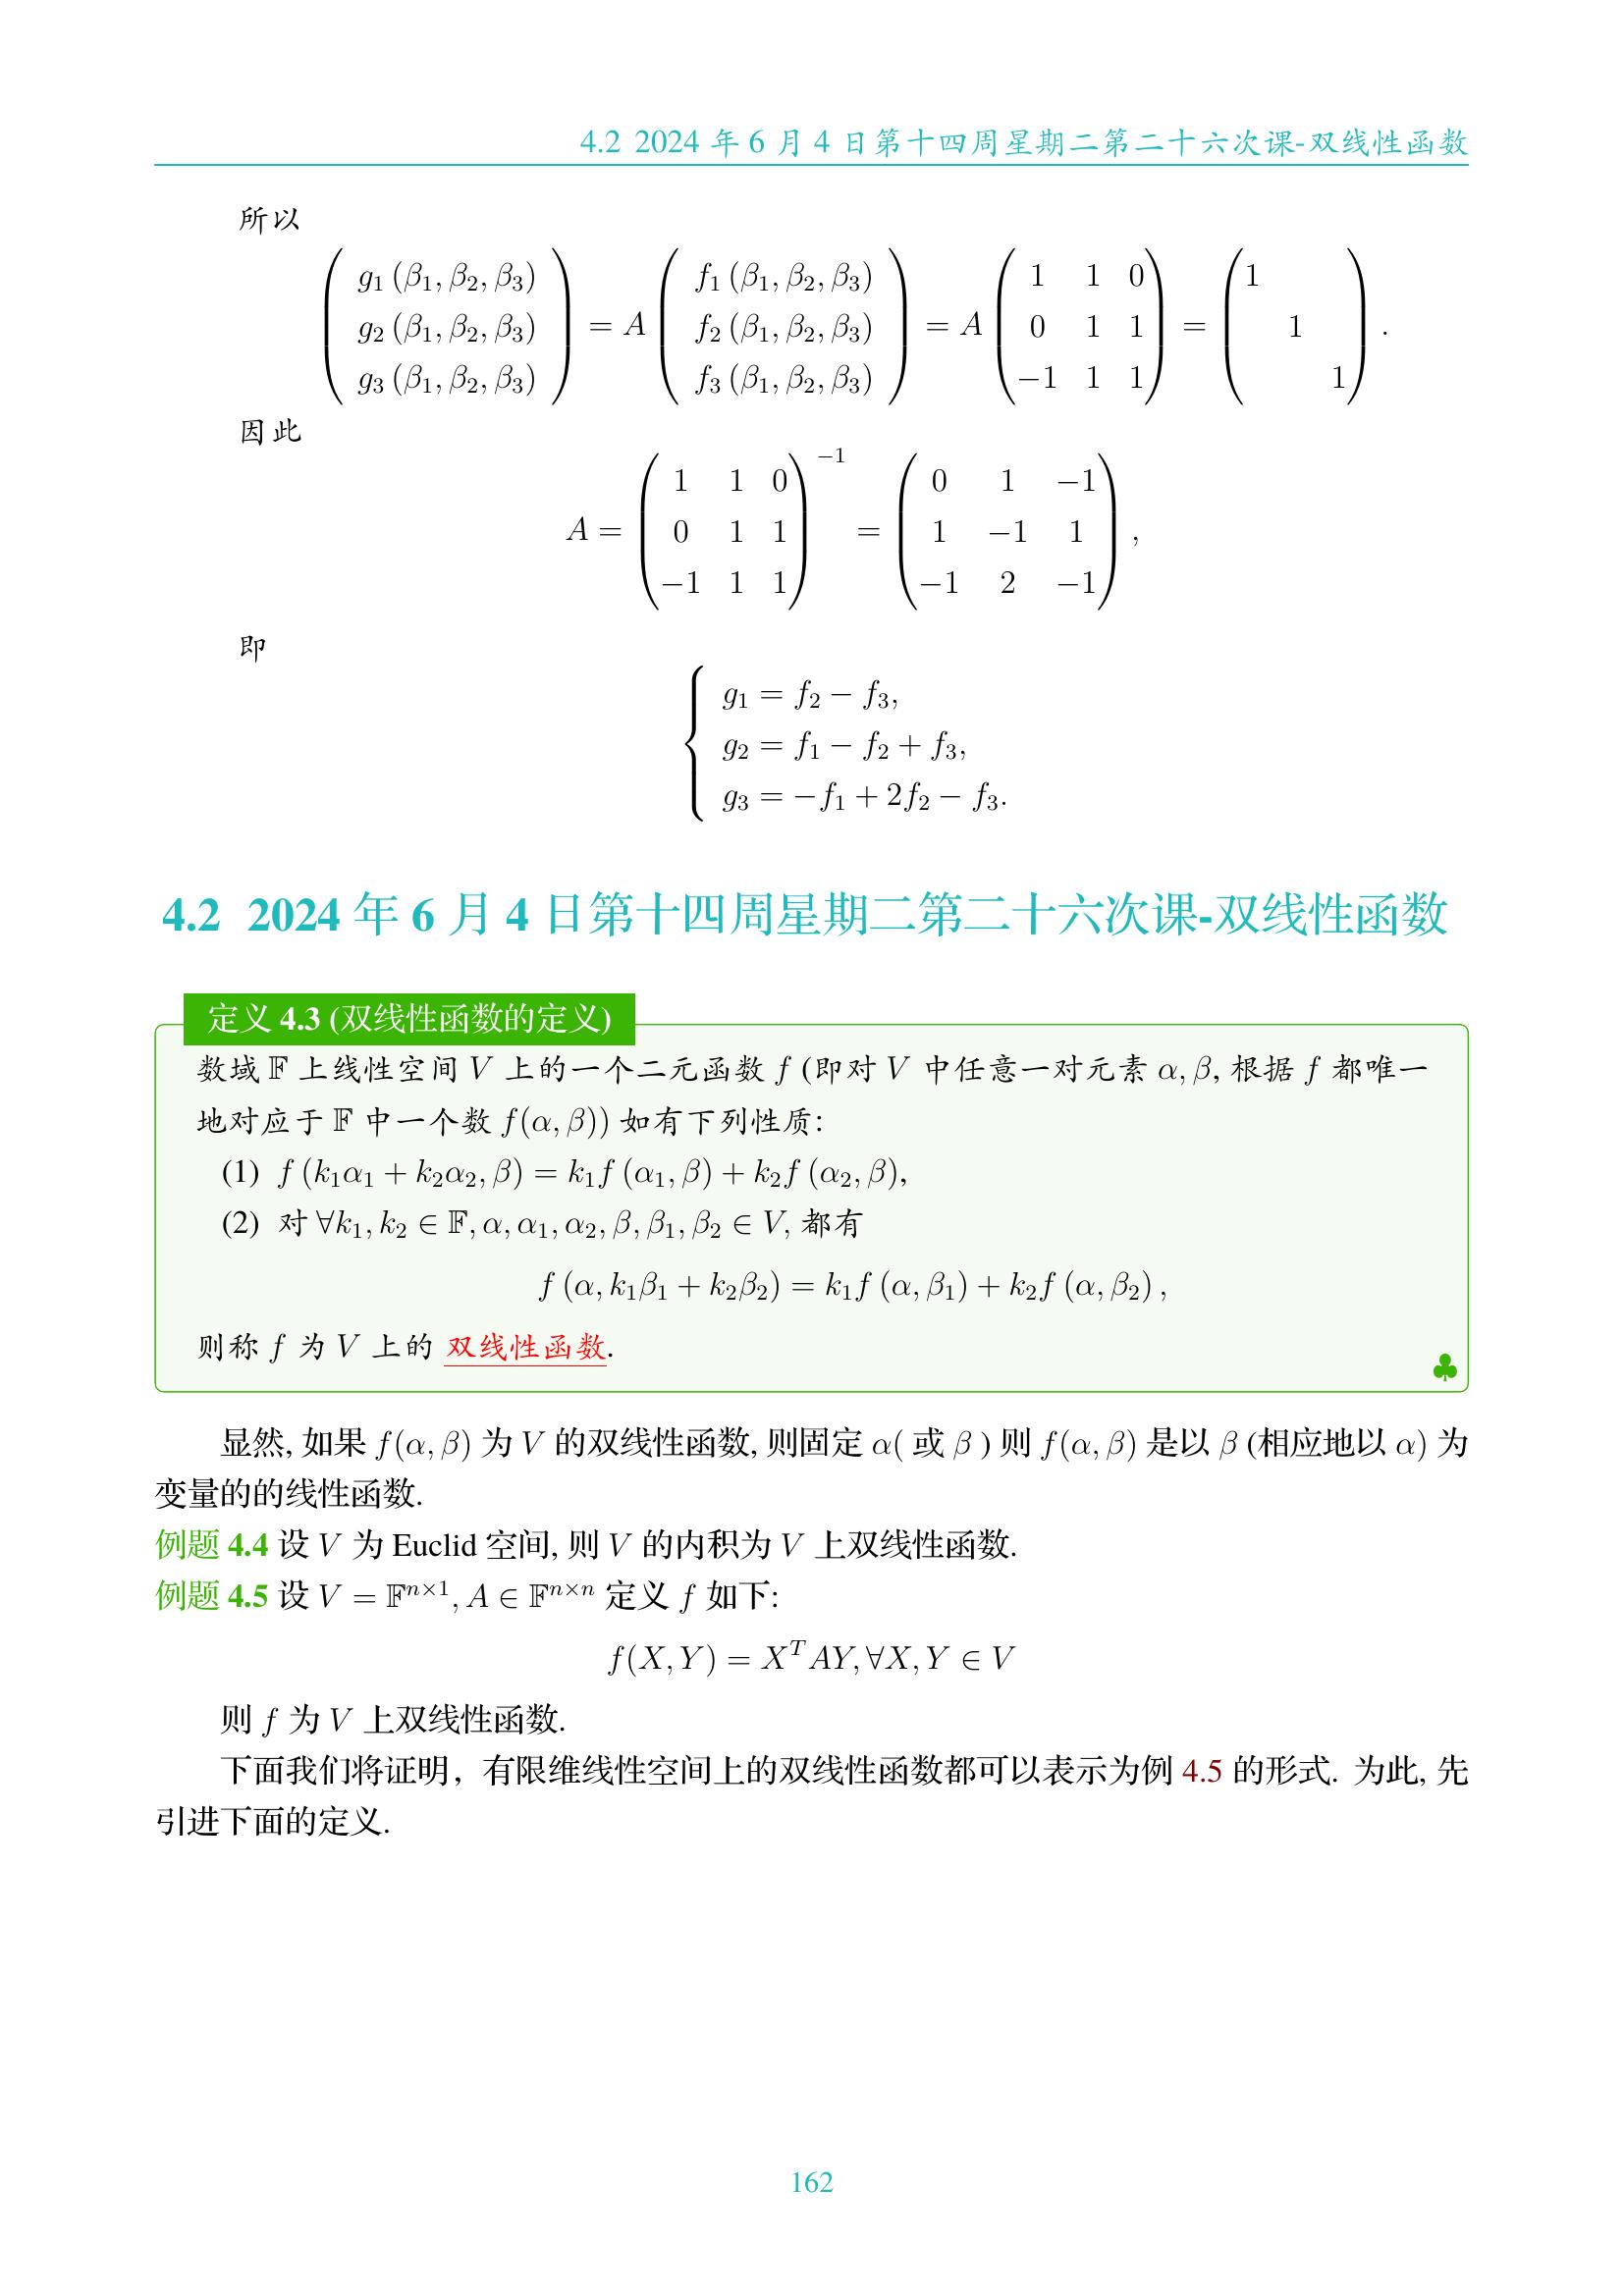 4.2 2024 年 6 月 4 日第十四周星期二第二十六次课-双线性函数
所以
$$\begin{pmatrix} g_1(\beta_1,\beta_2,\beta_3) \\ g_2(\beta_1,\beta_2,\beta_3) \\ g_3(\beta_1,\beta_2,\beta_3) \end{pmatrix} = A \begin{pmatrix} f_1(\beta_1,\beta_2,\beta_3) \\ f_2(\beta_1,\beta_2,\beta_3) \\ f_3(\beta_1,\beta_2,\beta_3) \end{pmatrix} = A \begin{pmatrix} 1 & 1 & 0 \\ 0 & 1 & 1 \\ -1 & 1 & 1 \end{pmatrix} = \begin{pmatrix} 1 & & \\ & 1 & \\ & & 1 \end{pmatrix}.$$
因此
$$A = \begin{pmatrix} 1 & 1 & 0 \\ 0 & 1 & 1 \\ -1 & 1 & 1 \end{pmatrix}^{-1} = \begin{pmatrix} 0 & 1 & -1 \\ 1 & -1 & 1 \\ -1 & 2 & -1 \end{pmatrix},$$
即
$$\begin{cases} g_1 = f_2 - f_3, \\ g_2 = f_1 - f_2 + f_3, \\ g_3 = -f_1 + 2f_2 - f_3. \end{cases}$$
4.2 2024 年 6 月 4 日第十四周星期二第二十六次课-双线性函数
定义 4.3 (双线性函数的定义)
数域 $\mathbb{F}$ 上线性空间 $V$ 上的一个二元函数 $f$ (即对 $V$ 中任意一对元素 $\alpha, \beta$, 根据 $f$ 都唯一
地对应于 $\mathbb{F}$ 中一个数 $f(\alpha, \beta)$) 如有下列性质:
(1) $f(k_1\alpha_1 + k_2\alpha_2, \beta) = k_1 f(\alpha_1, \beta) + k_2 f(\alpha_2, \beta)$,
(2) 对 $\forall k_1, k_2 \in \mathbb{F}, \alpha, \alpha_1, \alpha_2, \beta, \beta_1, \beta_2 \in V$, 都有
$$f(\alpha, k_1\beta_1 + k_2\beta_2) = k_1 f(\alpha, \beta_1) + k_2 f(\alpha, \beta_2),$$
则称 $f$ 为 $V$ 上的 双线性函数.
♣
显然, 如果 $f(\alpha, \beta)$ 为 $V$ 的双线性函数, 则固定 $\alpha$( 或 $\beta$ ) 则 $f(\alpha, \beta)$ 是以 $\beta$ (相应地以 $\alpha$) 为
变量的的线性函数.
例题 4.4 设 $V$ 为 Euclid 空间, 则 $V$ 的内积为 $V$ 上双线性函数.
例题 4.5 设 $V = \mathbb{F}^{n\times 1}, A \in \mathbb{F}^{n\times n}$ 定义 $f$ 如下:
$$f(X, Y) = X^T AY, \forall X, Y \in V$$
则 $f$ 为 $V$ 上双线性函数.
下面我们将证明，有限维线性空间上的双线性函数都可以表示为例 4.5 的形式. 为此, 先
引进下面的定义.
162